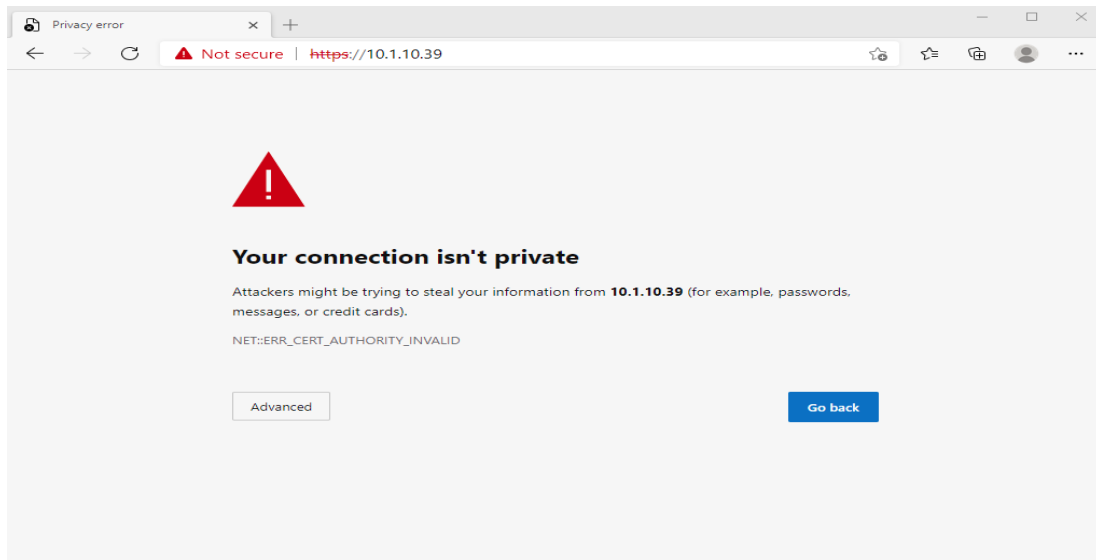 Privacy error
Not secure | https://10.1.10.39
Your connection isn't private
Attackers might be trying to steal your information from 10.1.10.39 (for example, passwords,
messages, or credit cards).
NET::ERR_CERT_AUTHORITY_INVALID
Advanced
Go back